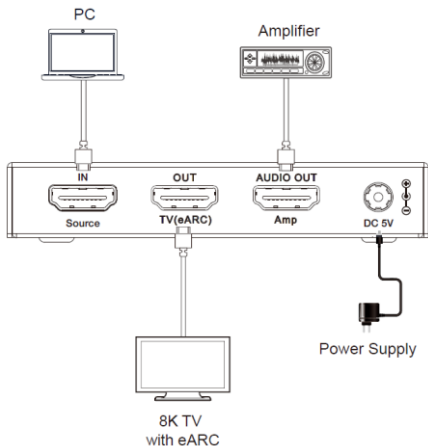 PC
Amplifier
IN
OUT
AUDIO OUT
Source
TV(eARC)
Amp
DC 5V
Power Supply
8K TV
with eARC